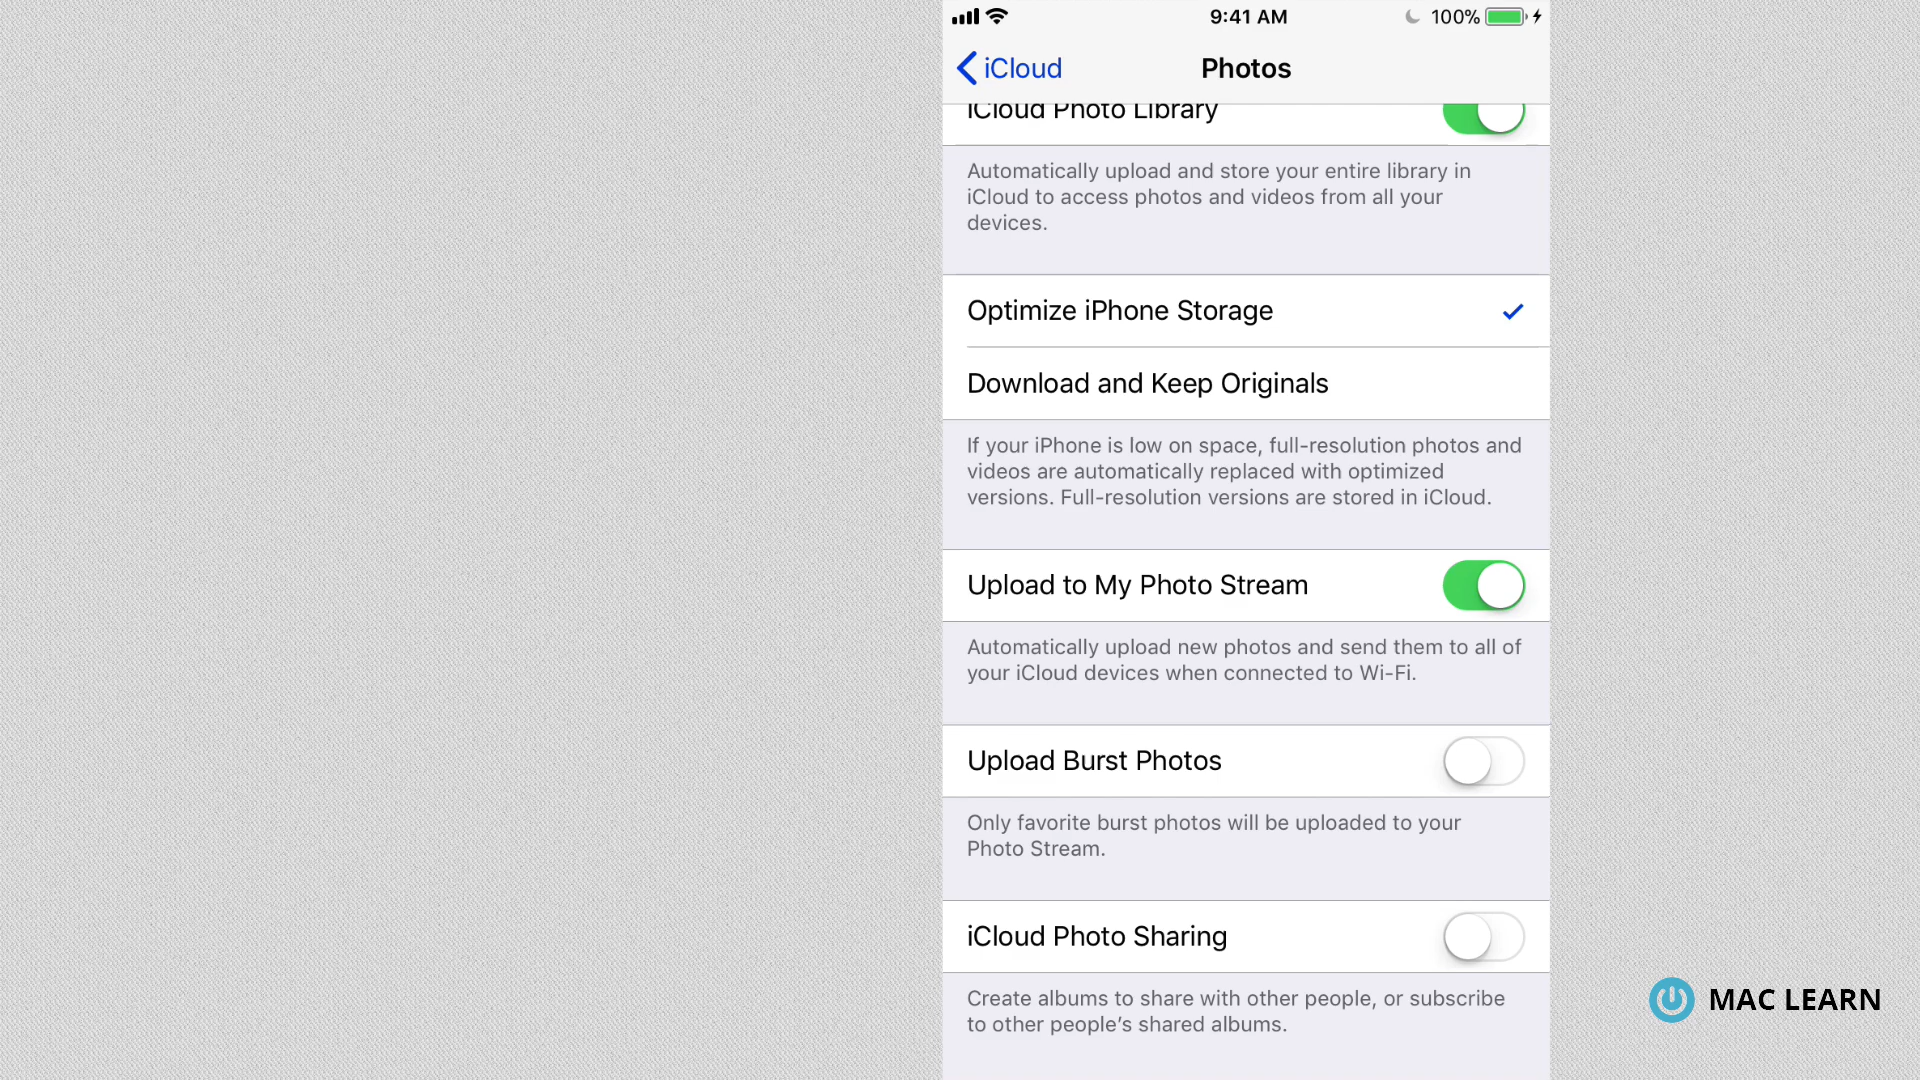 9:41 AM
100%
iCloud
Photos
iCloud Photo Library
Automatically upload and store your entire library in
iCloud to access photos and videos from all your
devices.
Optimize iPhone Storage
Download and Keep Originals
If your iPhone is low on space, full-resolution photos and
videos are automatically replaced with optimized
versions. Full-resolution versions are stored in iCloud.
Upload to My Photo Stream
Automatically upload new photos and send them to all of
your iCloud devices when connected to Wi-Fi.
Upload Burst Photos
Only favorite burst photos will be uploaded to your
Photo Stream.
iCloud Photo Sharing
Create albums to share with other people, or subscribe
to other people’s shared albums.
MAC LEARN